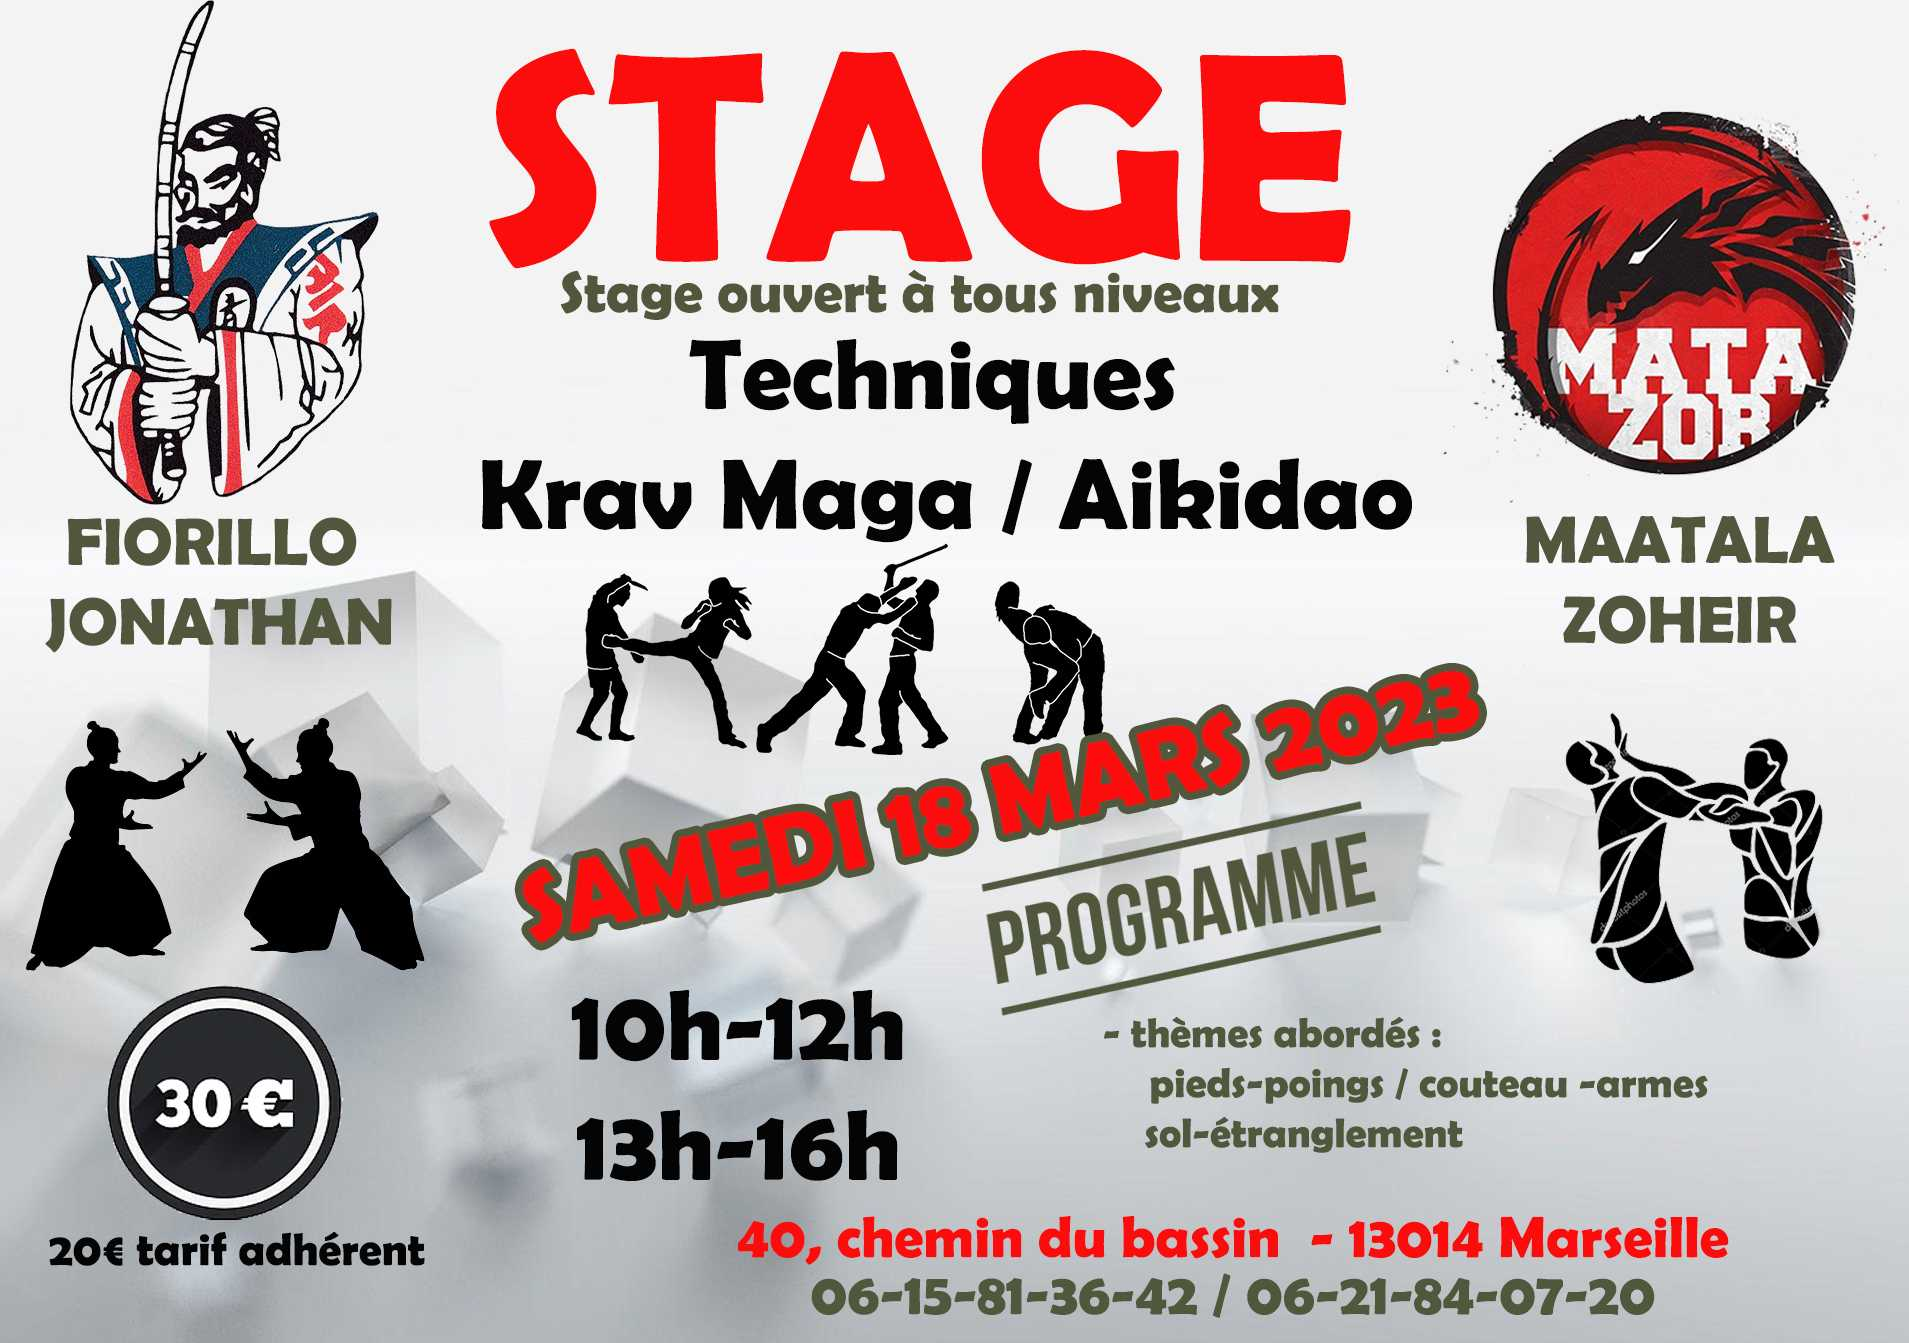 STAGE
Stage ouvert à tous niveaux
Techniques
Krav Maga / Aikidao
MATA
ZOR
FIORILLO
JONATHAN
MAATALA
ZOHEIR
SAMEDI 18 MARS 2023
PROGRAMME
10h-12h
13h-16h
- thèmes abordés :
pieds-poings / couteau -armes
sol-étranglement
30 €
20€ tarif adhérent
40, chemin du bassin - 13014 Marseille
06-15-81-36-42 / 06-21-84-07-20